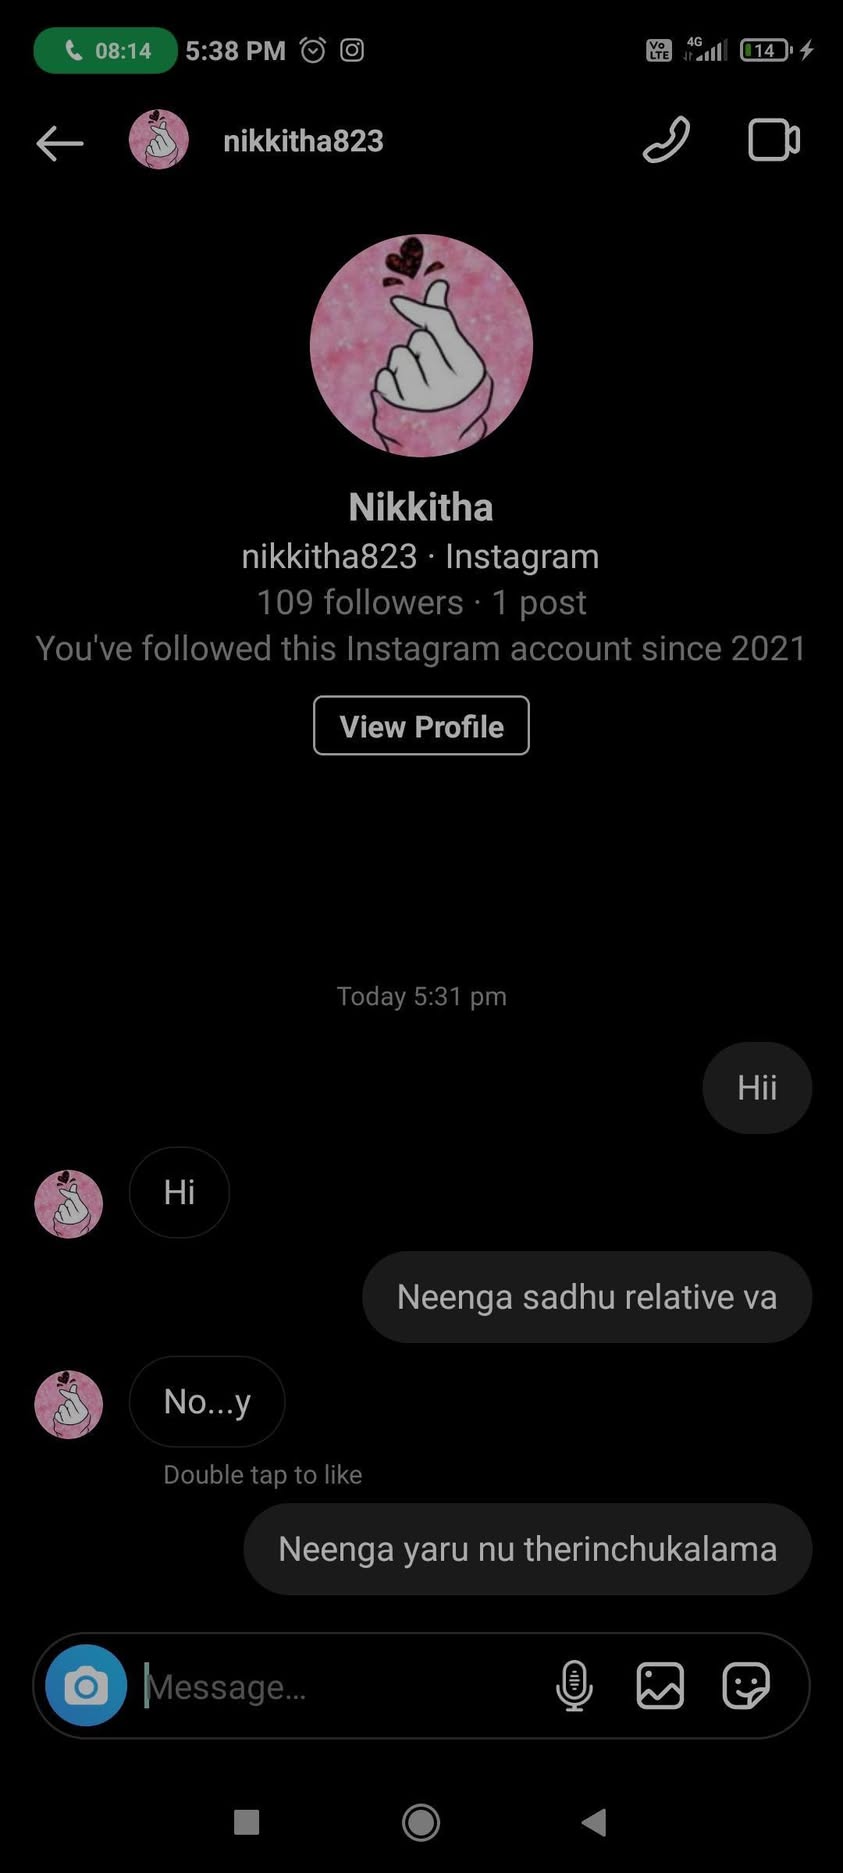 08:14 5:38 PM Vo LTE 4G 14
nikkitha823
Nikkitha
nikkitha823 · Instagram
109 followers · 1 post
You've followed this Instagram account since 2021
View Profile
Today 5:31 pm
Hii
Hi
Neenga sadhu relative va
No...y
Double tap to like
Neenga yaru nu therinchukalama
Message...